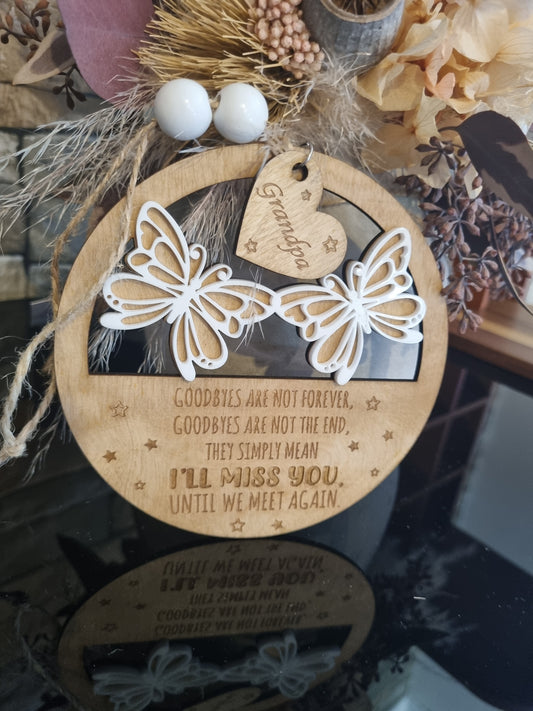 Grandpa
GOODBYES ARE NOT FOREVER,
GOODBYES ARE NOT THE END,
THEY SIMPLY MEAN
I'LL MISS YOU,
UNTIL WE MEET AGAIN.